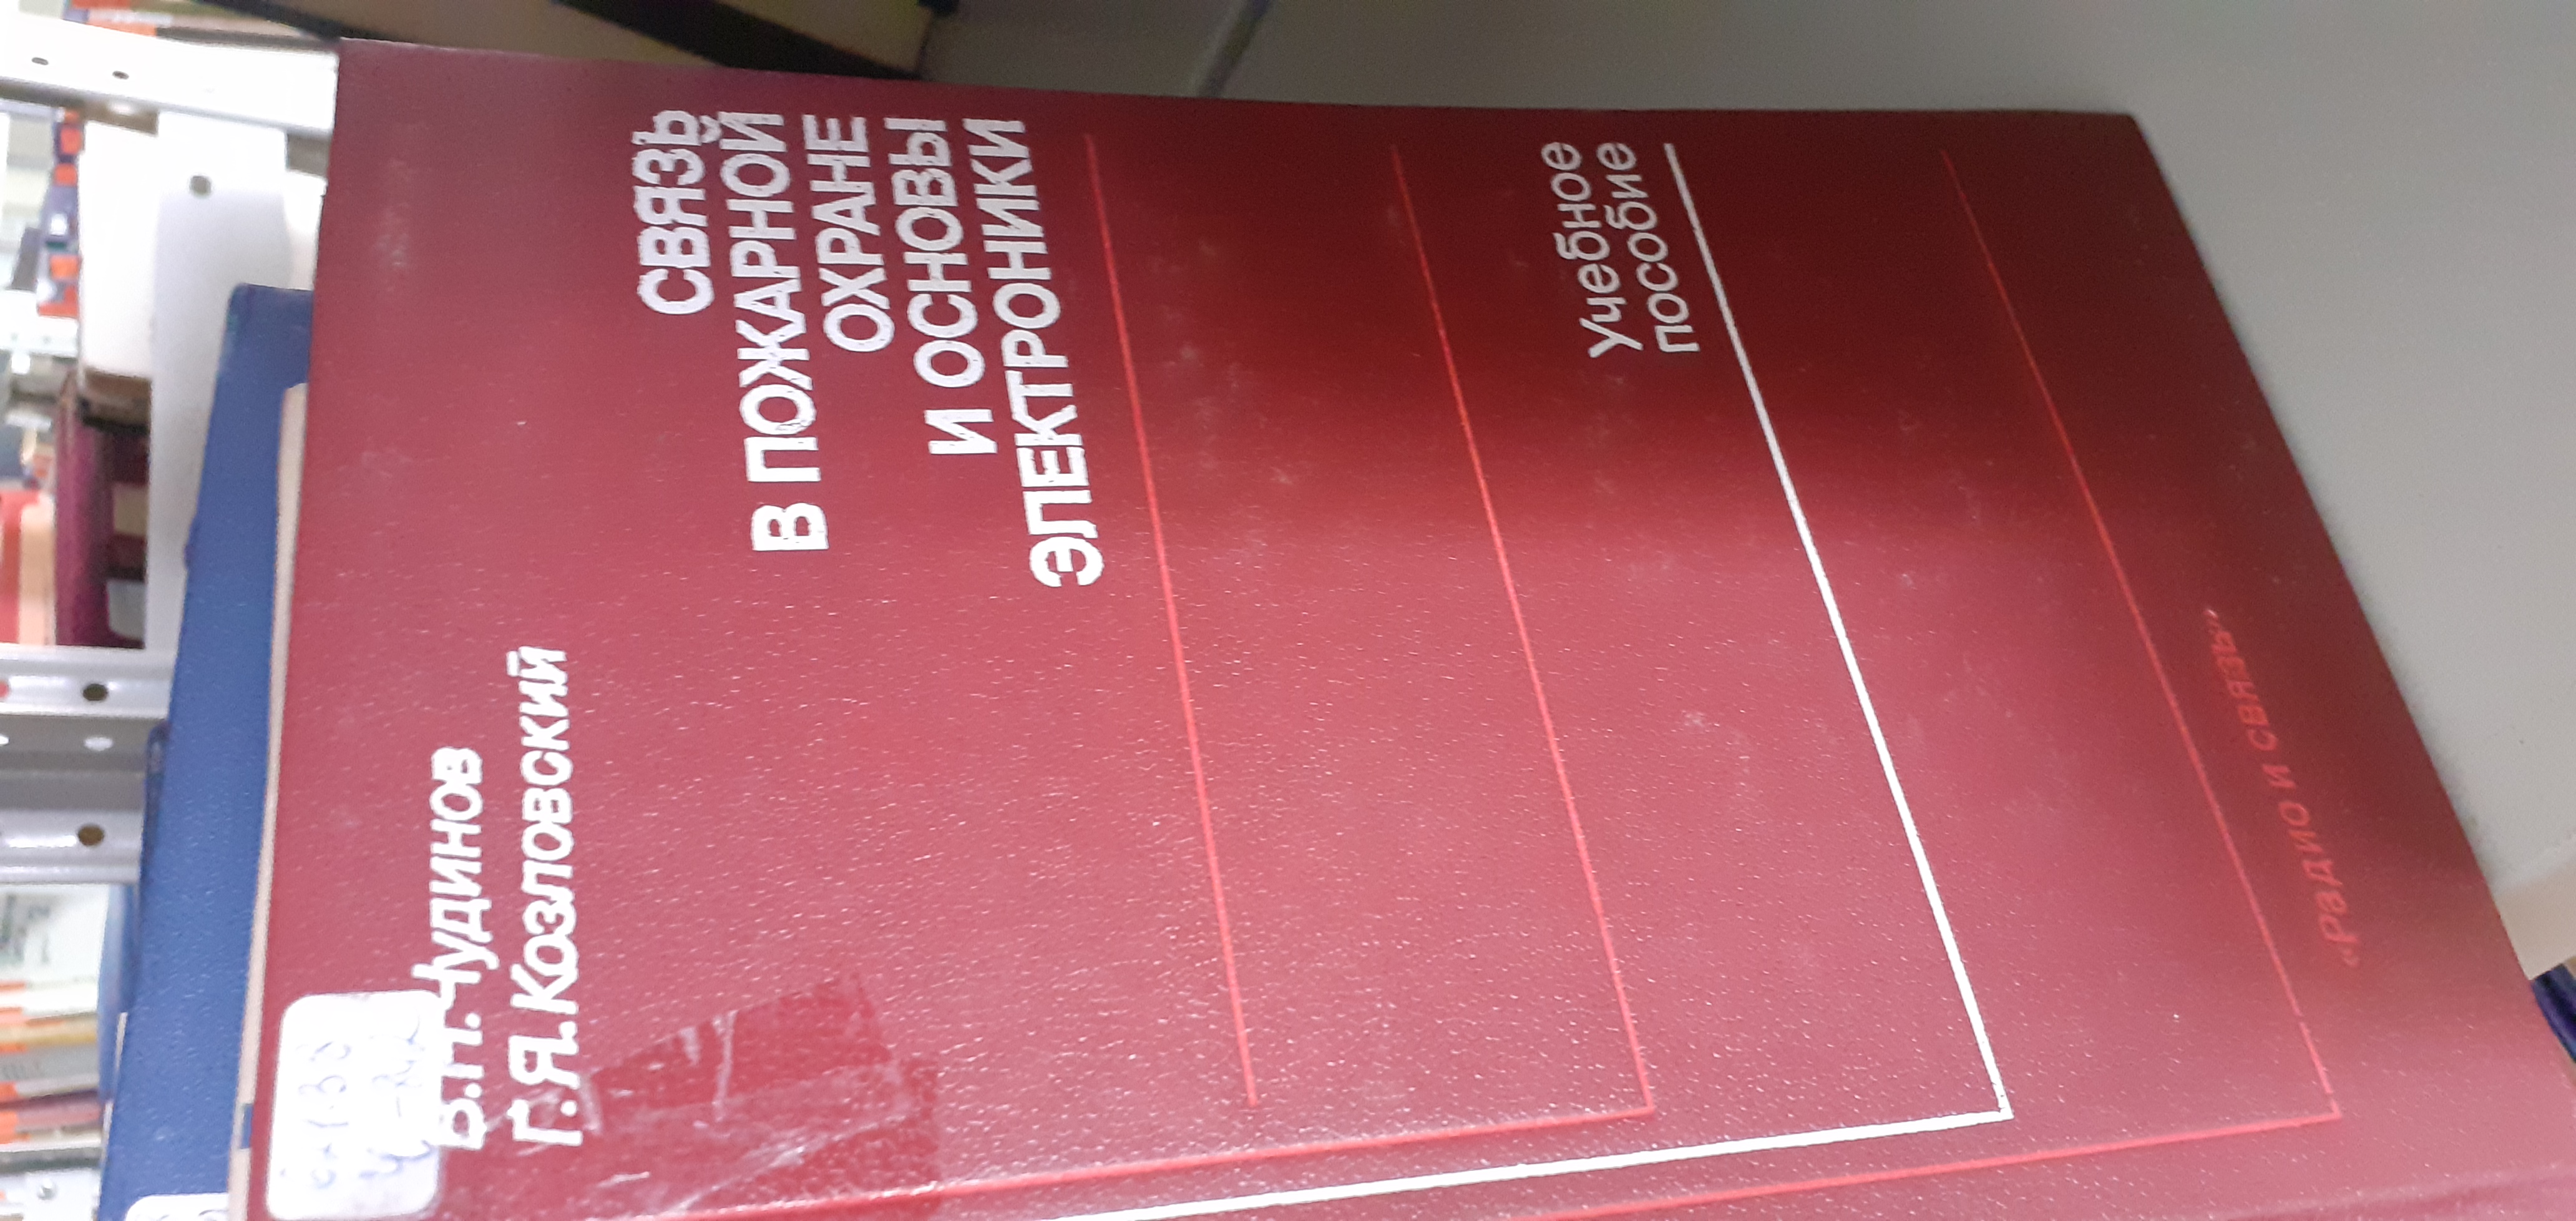 В.Н. Чудинов
Г.Я. Козловский
СВЯЗЬ
В ПОЖАРНОЙ
ОХРАНЕ
И ОСНОВЫ
ЭЛЕКТРОНИКИ
Учебное
пособие
«Радио и связь»